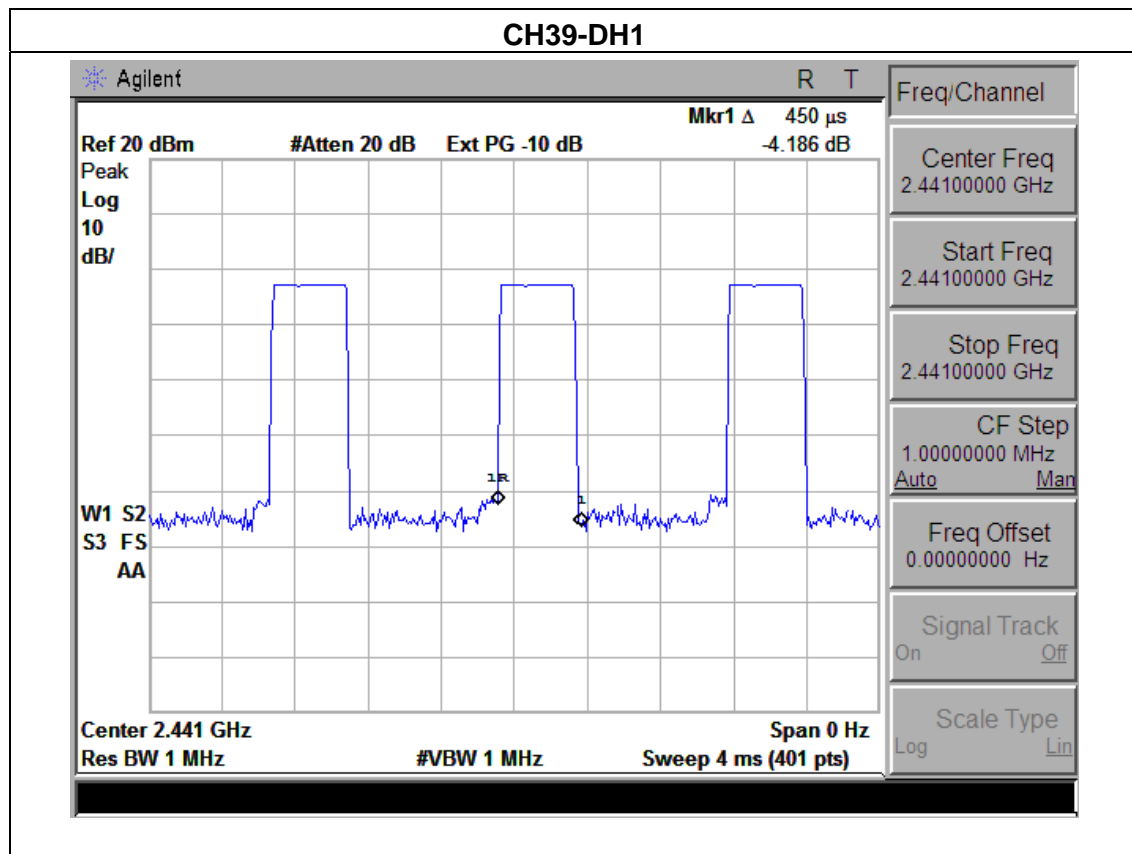 CH39-DH1
Agilent R T
Mkr1 Δ 450 µs
Ref 20 dBm #Atten 20 dB Ext PG -10 dB -4.186 dB
Peak
Log
10
dB/
1R
1
W1 S2
S3 FS
AA
Center 2.441 GHz Span 0 Hz
Res BW 1 MHz #VBW 1 MHz Sweep 4 ms (401 pts)
Freq/Channel
Center Freq
2.44100000 GHz
Start Freq
2.44100000 GHz
Stop Freq
2.44100000 GHz
CF Step
1.00000000 MHz
Auto Man
Freq Offset
0.00000000 Hz
Signal Track
On Off
Scale Type
Log Lin